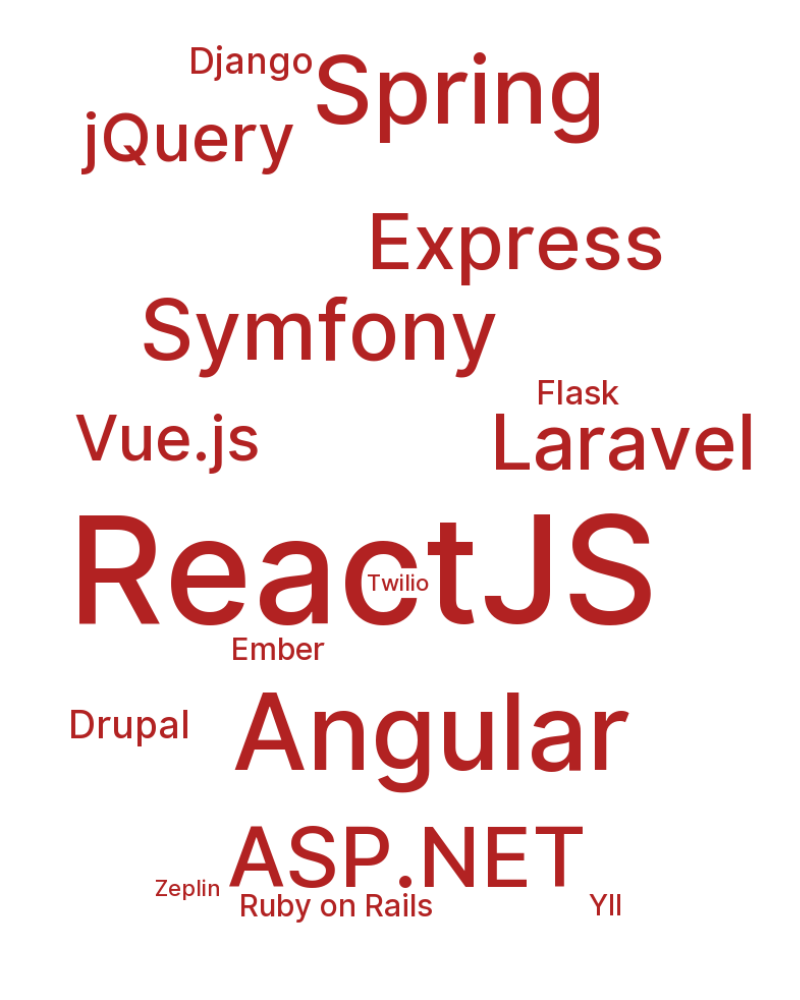 Django
Spring
jQuery
Express
Symfony
Flask
Vue.js
Laravel
ReactJS
Twilio
Ember
Drupal
Angular
ASP.NET
Zeplin
Ruby on Rails
YII